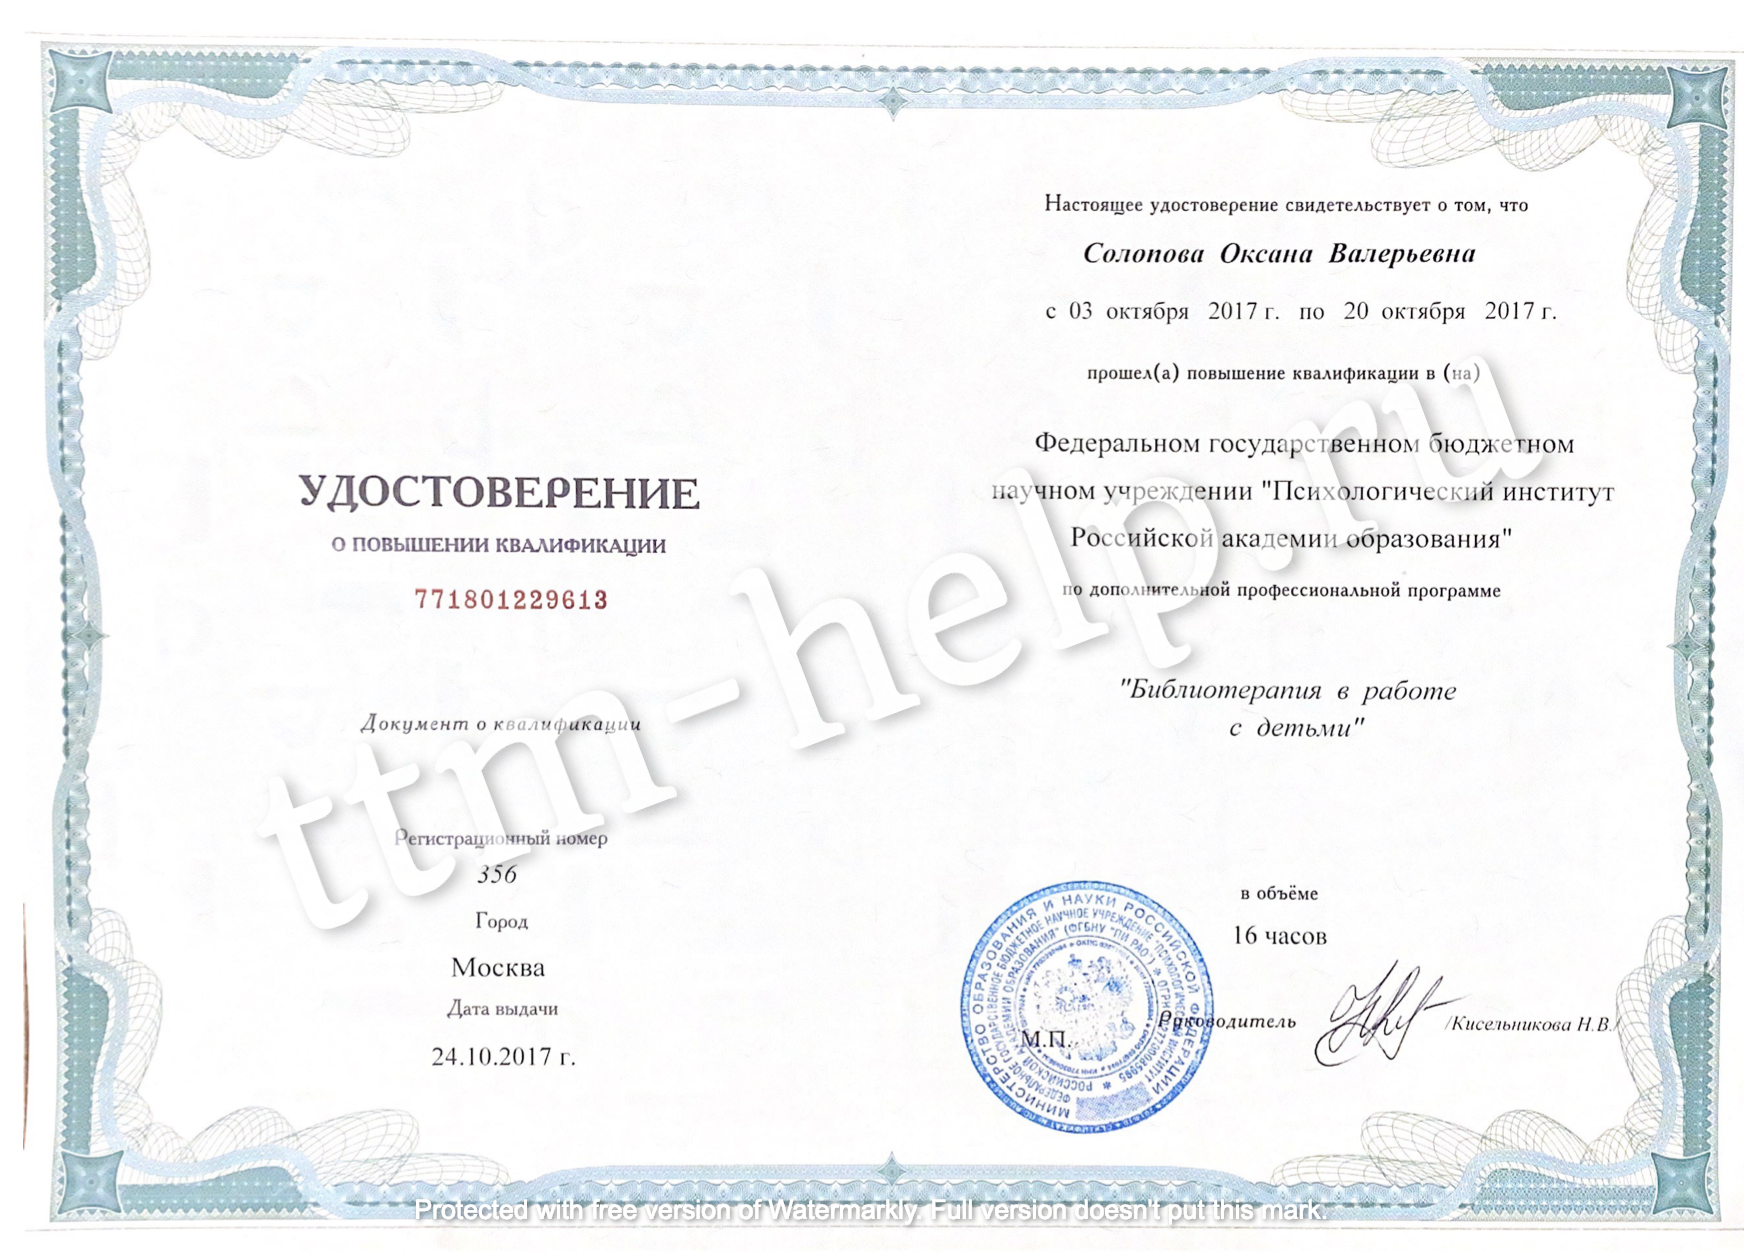 УДОСТОВЕРЕНИЕ
О ПОВЫШЕНИИ КВАЛИФИКАЦИИ
771801229613
Документ о квалификации
Регистрационный номер
356
Город
Москва
Дата выдачи
24.10.2017 г.
Настоящее удостоверение свидетельствует о том, что
Солопова Оксана Валерьевна
с 03 октября 2017 г. по 20 октября 2017 г.
прошел(а) повышение квалификации в (на)
Федеральном государственном бюджетном
научном учреждении "Психологический институт
Российской академии образования"
по дополнительной профессиональной программе
"Библиотерапия в работе
с детьми"
в объёме
16 часов
М.П.
Руководитель
/Кисельникова Н.В./
МИНИСТЕРСТВО ОБРАЗОВАНИЯ И НАУКИ РОССИЙСКОЙ ФЕДЕРАЦИИ
ФЕДЕРАЛЬНОЕ ГОСУДАРСТВЕННОЕ БЮДЖЕТНОЕ НАУЧНОЕ УЧРЕЖДЕНИЕ "ПСИХОЛОГИЧЕСКИЙ ИНСТИТУТ
РОССИЙСКОЙ АКАДЕМИИ ОБРАЗОВАНИЯ" (ФГБНУ "ПИ РАО")
ttm-help.ru
Protected with free version of Watermarkly. Full version doesn't put this mark.